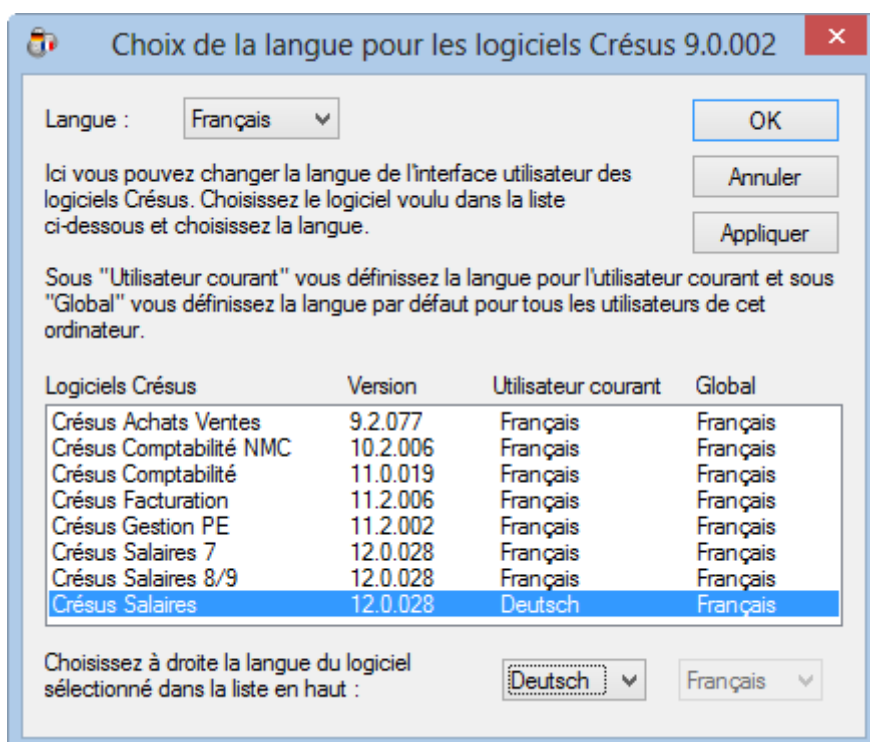 Choix de la langue pour les logiciels Crésus 9.0.002
Langue : Français
OK
Ici vous pouvez changer la langue de l'interface utilisateur des
logiciels Crésus. Choisissez le logiciel voulu dans la liste
ci-dessous et choisissez la langue.
Annuler
Appliquer
Sous "Utilisateur courant" vous définissez la langue pour l'utilisateur courant et sous
"Global" vous définissez la langue par défaut pour tous les utilisateurs de cet
ordinateur.
Logiciels Crésus Version Utilisateur courant Global
Crésus Achats Ventes 9.2.077 Français Français
Crésus Comptabilité NMC 10.2.006 Français Français
Crésus Comptabilité 11.0.019 Français Français
Crésus Facturation 11.2.006 Français Français
Crésus Gestion PE 11.2.002 Français Français
Crésus Salaires 7 12.0.028 Français Français
Crésus Salaires 8/9 12.0.028 Français Français
Crésus Salaires 12.0.028 Deutsch Français
Choisissez à droite la langue du logiciel
sélectionné dans la liste en haut :
Deutsch Français